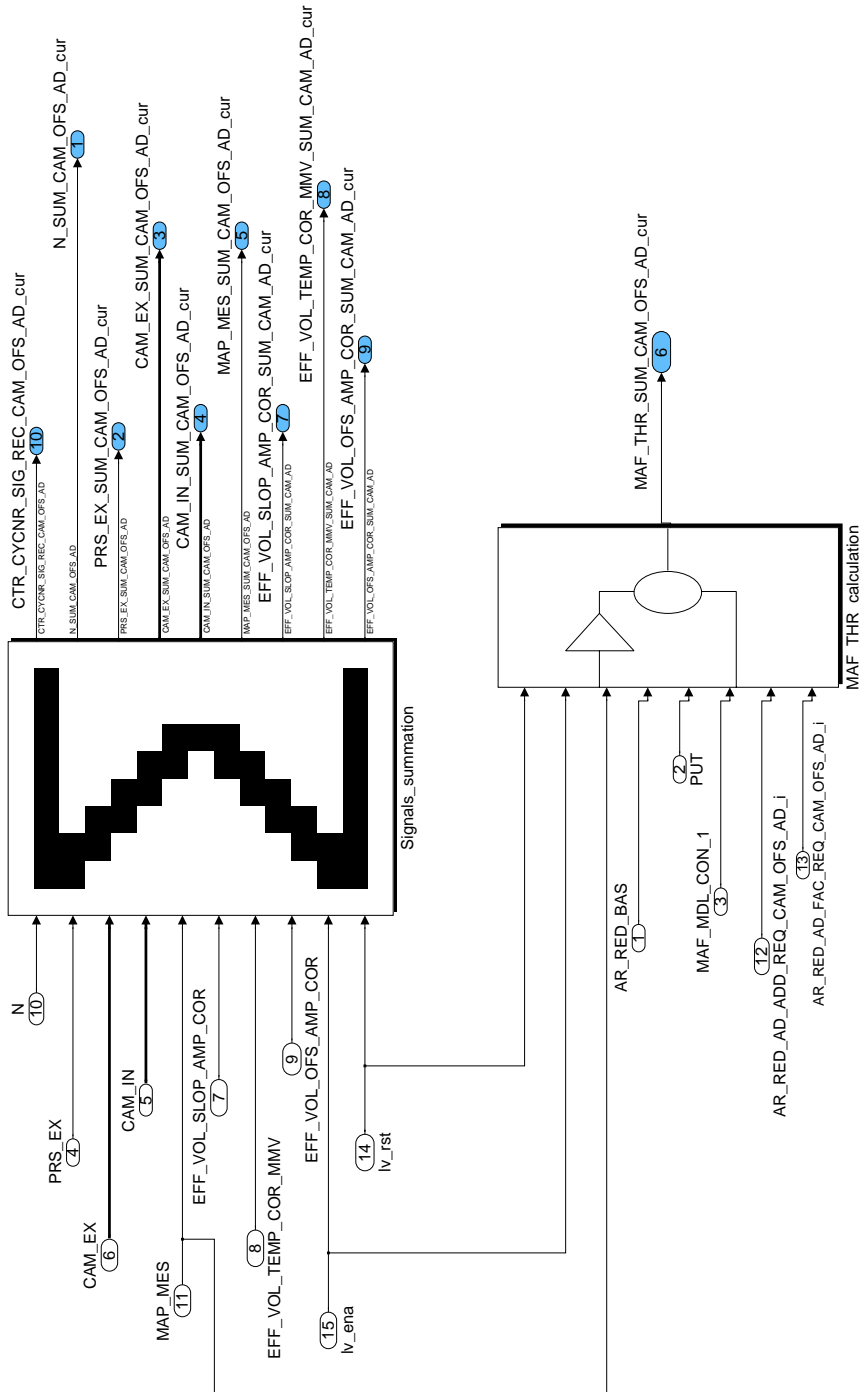 N
10
PRS_EX
4
CAM_EX
6
CAM_IN
5
MAP_MES
11
EFF_VOL_SLOP_AMP_COR
7
EFF_VOL_TEMP_COR_MMV
8
9
EFF_VOL_OFS_AMP_COR
15
lv_ena
14
lv_rst
Signals_summation
CTR_CYCNR_SIG_REC_CAM_OFS_AD
N_SUM_CAM_OFS_AD
PRS_EX_SUM_CAM_OFS_AD
CAM_EX_SUM_CAM_OFS_AD
CAM_IN_SUM_CAM_OFS_AD
MAP_MES_SUM_CAM_OFS_AD
EFF_VOL_SLOP_AMP_COR_SUM_CAM_AD
EFF_VOL_TEMP_COR_MMV_SUM_CAM_AD
EFF_VOL_OFS_AMP_COR_SUM_CAM_AD
CTR_CYCNR_SIG_REC_CAM_OFS_AD_cur
10
N_SUM_CAM_OFS_AD_cur
1
PRS_EX_SUM_CAM_OFS_AD_cur
2
CAM_EX_SUM_CAM_OFS_AD_cur
3
CAM_IN_SUM_CAM_OFS_AD_cur
4
MAP_MES_SUM_CAM_OFS_AD_cur
5
EFF_VOL_SLOP_AMP_COR_SUM_CAM_AD_cur
7
EFF_VOL_TEMP_COR_MMV_SUM_CAM_AD_cur
8
EFF_VOL_OFS_AMP_COR_SUM_CAM_AD_cur
9
AR_RED_BAS
1
2
PUT
MAF_MDL_CON_1
3
12
AR_RED_AD_ADD_REQ_CAM_OFS_AD_i
13
AR_RED_AD_FAC_REQ_CAM_OFS_AD_i
MAF_THR_calculation
MAF_THR_SUM_CAM_OFS_AD_cur
6